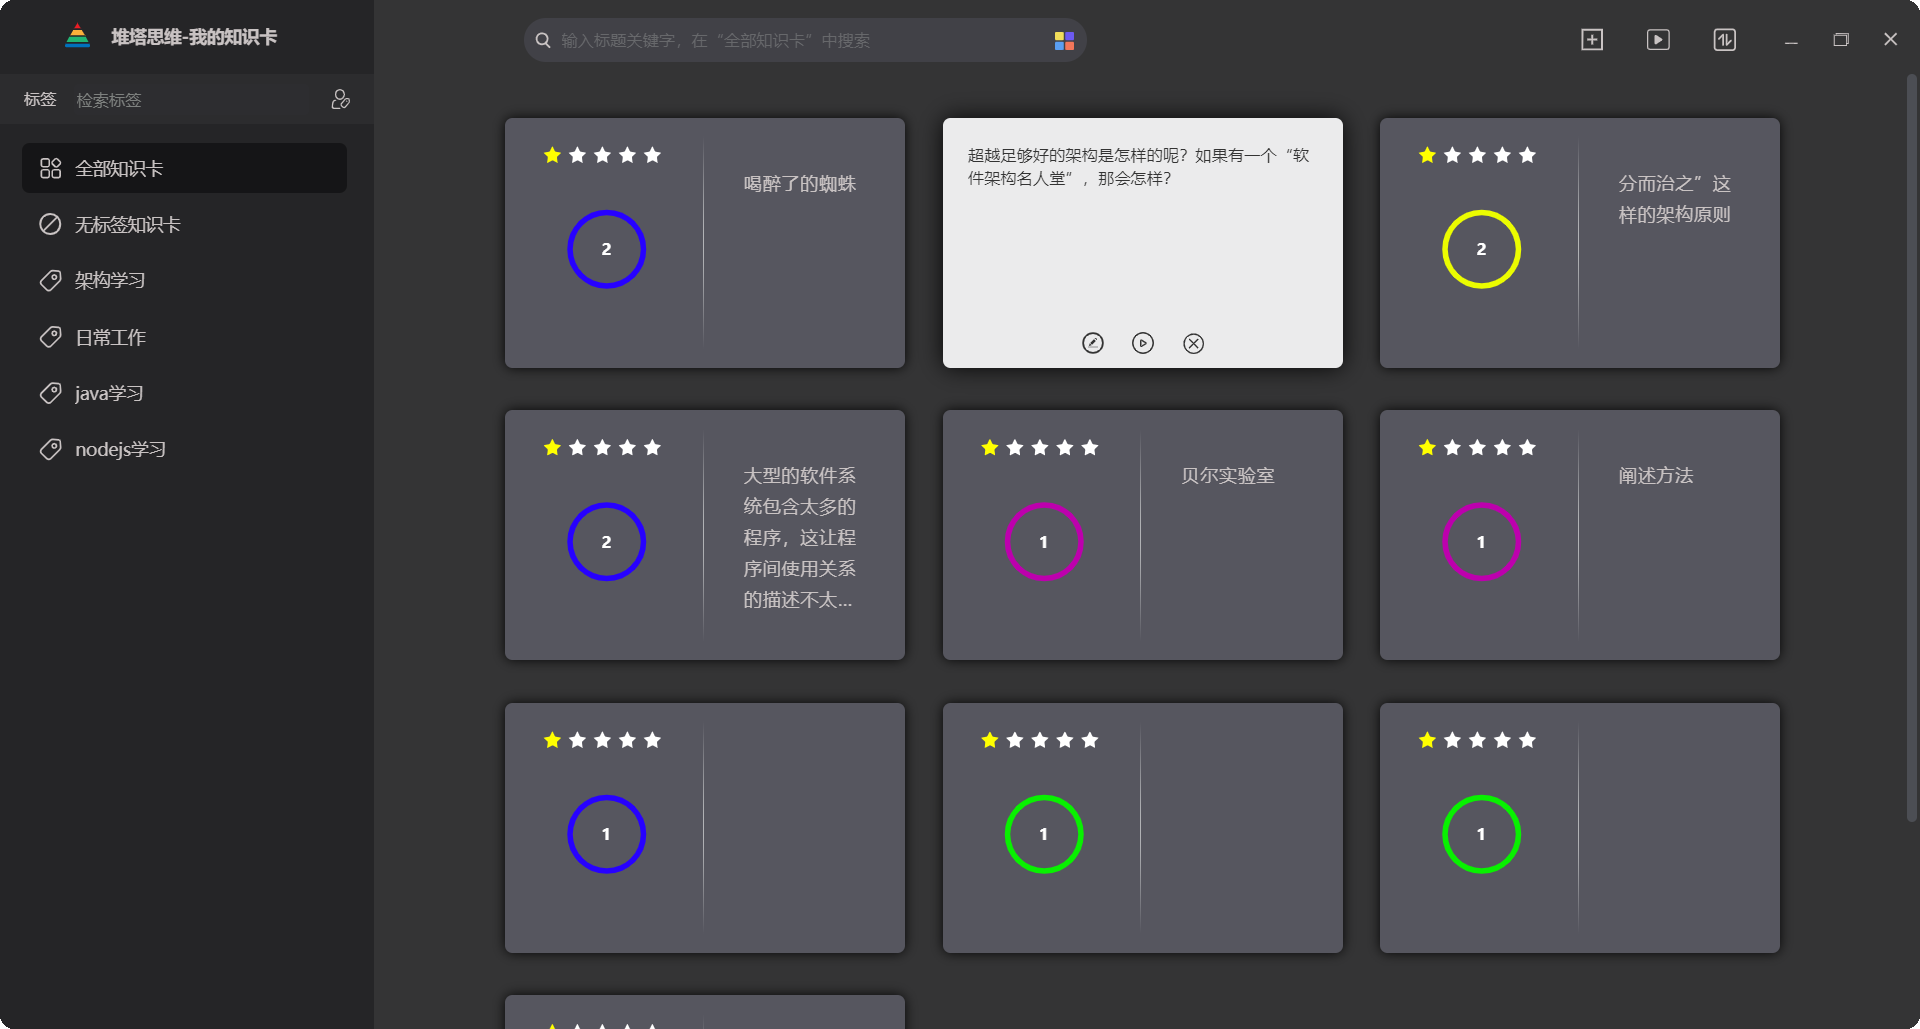 堆塔思维-我的知识卡
输入标题关键字，在“全部知识卡”中搜索
标签
检索标签
全部知识卡
无标签知识卡
架构学习
日常工作
java学习
nodejs学习
2
喝醉了的蜘蛛
超越足够好的架构是怎样的呢？如果有一个“软
件架构名人堂”，那会怎样？
2
分而治之”这
样的架构原则
2
大型的软件系
统包含太多的
程序，这让程
序间使用关系
的描述不太...
1
贝尔实验室
1
阐述方法
1
1
1